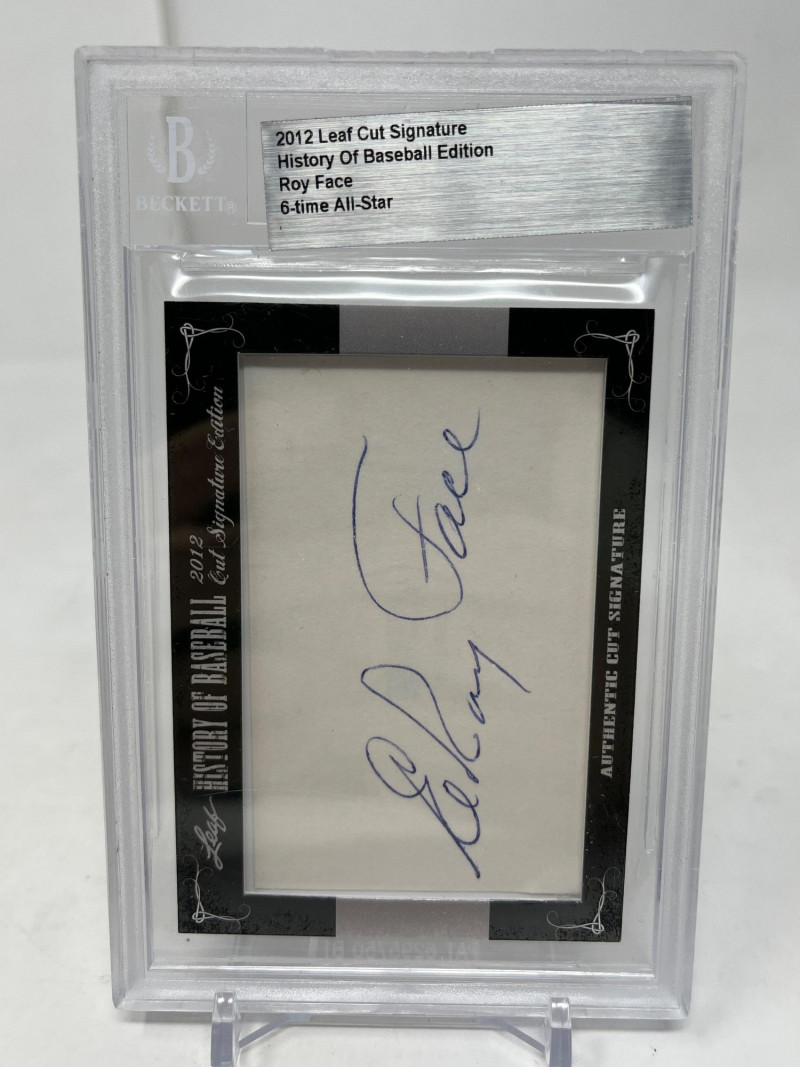 B
BECKETT®
2012 Leaf Cut Signature
History Of Baseball Edition
Roy Face
6-time All-Star
Leaf HISTORY OF BASEBALL 2012
Cut Signature Edition
ElRoy Face
AUTHENTIC CUT SIGNATURE